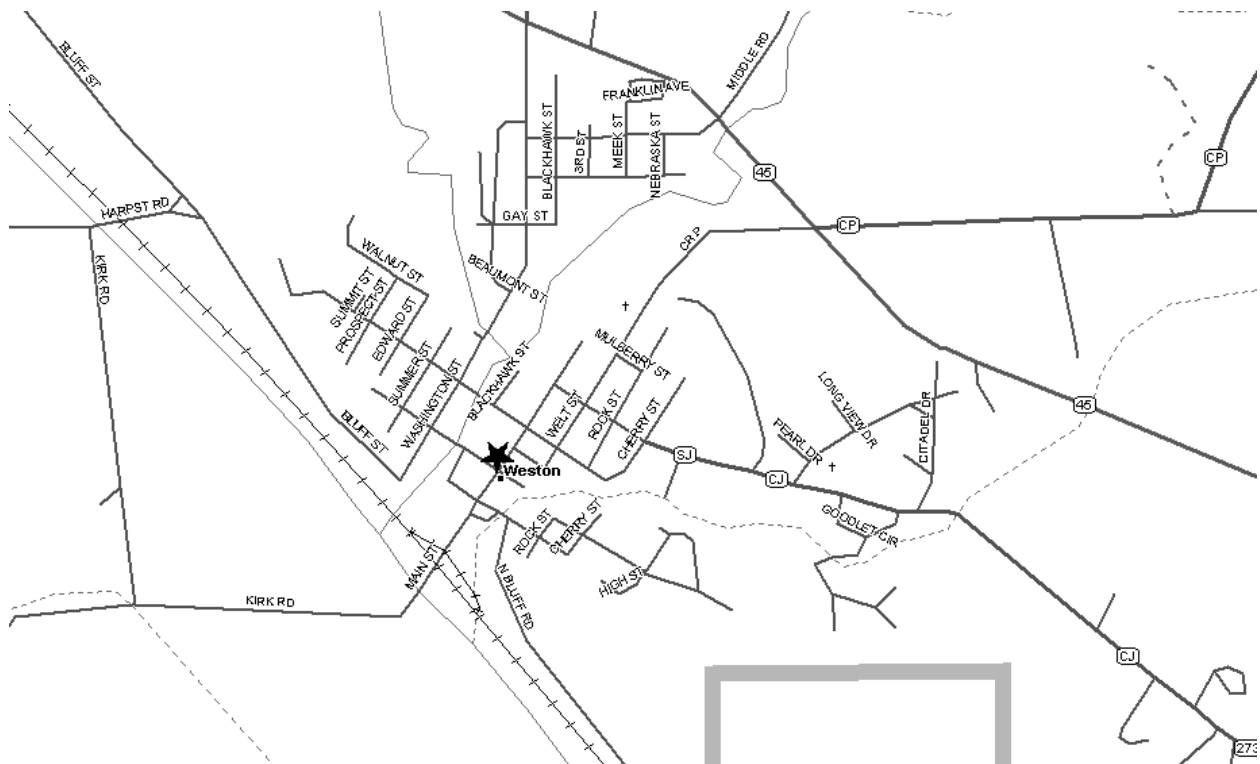 BLUFF ST
MIDDLE RD
FRANKLIN AVE
BLACKHAWK ST
3RD ST
MEEK ST
NEBRASKA ST
45
CP
HARPST RD
GAY ST
CP
CR P
KIRK RD
WALNUT ST
BEAUMONT ST
SUMMIT ST
PROSPECT ST
EDWARD ST
SUMMER ST
WASHINGTON ST
BLACKHAWK ST
MULBERRY ST
WELT ST
ROCK ST
CHERRY ST
LONG VIEW DR
PEARL DR
CITADEL DR
45
BLUFF ST
Weston
SJ
CJ
ROCK ST
CHERRY ST
GOODLET CIR
MAIN ST
HIGH ST
N BLUFF RD
KIRK RD
CJ
273